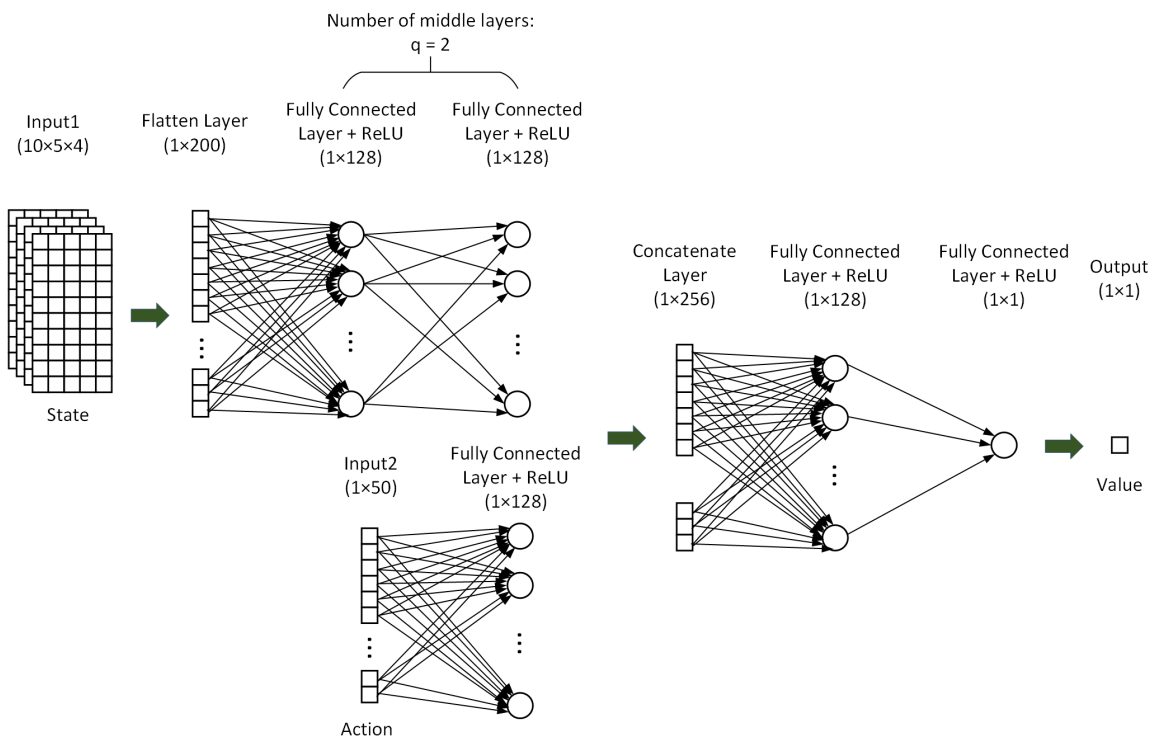 Number of middle layers:
q = 2
Input1
(10×5×4)
Flatten Layer
(1×200)
Fully Connected
Layer + ReLU
(1×128)
Fully Connected
Layer + ReLU
(1×128)
State
Input2
(1×50)
Fully Connected
Layer + ReLU
(1×128)
Action
Concatenate
Layer
(1×256)
Fully Connected
Layer + ReLU
(1×128)
Fully Connected
Layer + ReLU
(1×1)
Output
(1×1)
Value